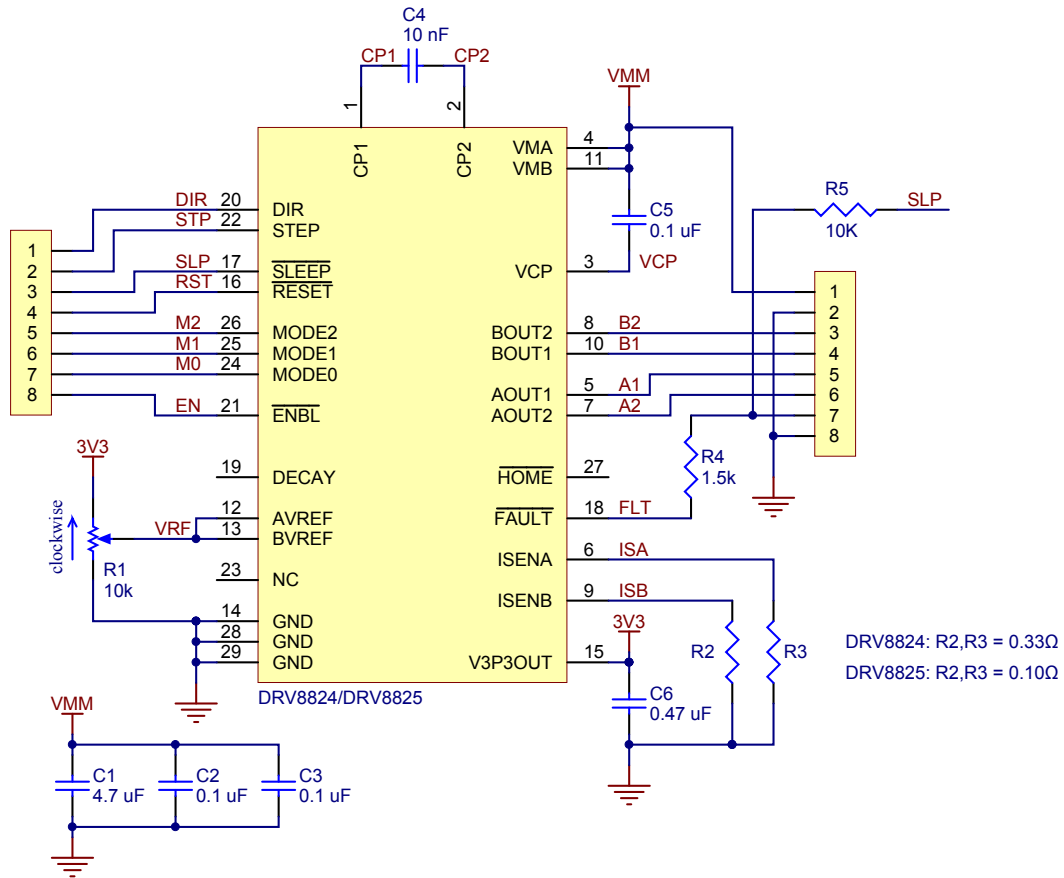 C4
10 nF
CP1
CP2
1
2
CP1
CP2
VMM
VMA
4
VMB
11
C5
0.1 uF
VCP
3
VCP
R5
10K
SLP
1
2
3
4
5
6
7
8
DIR
20
DIR
STP
22
STEP
SLP
17
SLEEP
RST
16
RESET
M2
26
MODE2
M1
25
MODE1
M0
24
MODE0
EN
21
ENBL
3V3
19
DECAY
clockwise
VRF
12
AVREF
13
BVREF
R1
10k
23
NC
14
GND
28
GND
29
GND
BOUT2
8
B2
BOUT1
10
B1
AOUT1
5
A1
AOUT2
7
A2
1
2
3
4
5
6
7
8
HOME
27
R4
1.5k
FAULT
18
FLT
ISENA
6
ISA
ISENB
9
ISB
3V3
V3P3OUT
15
R2
R3
DRV8824: R2,R3 = 0.33Ω
DRV8825: R2,R3 = 0.10Ω
C6
0.47 uF
DRV8824/DRV8825
VMM
C1
4.7 uF
C2
0.1 uF
C3
0.1 uF